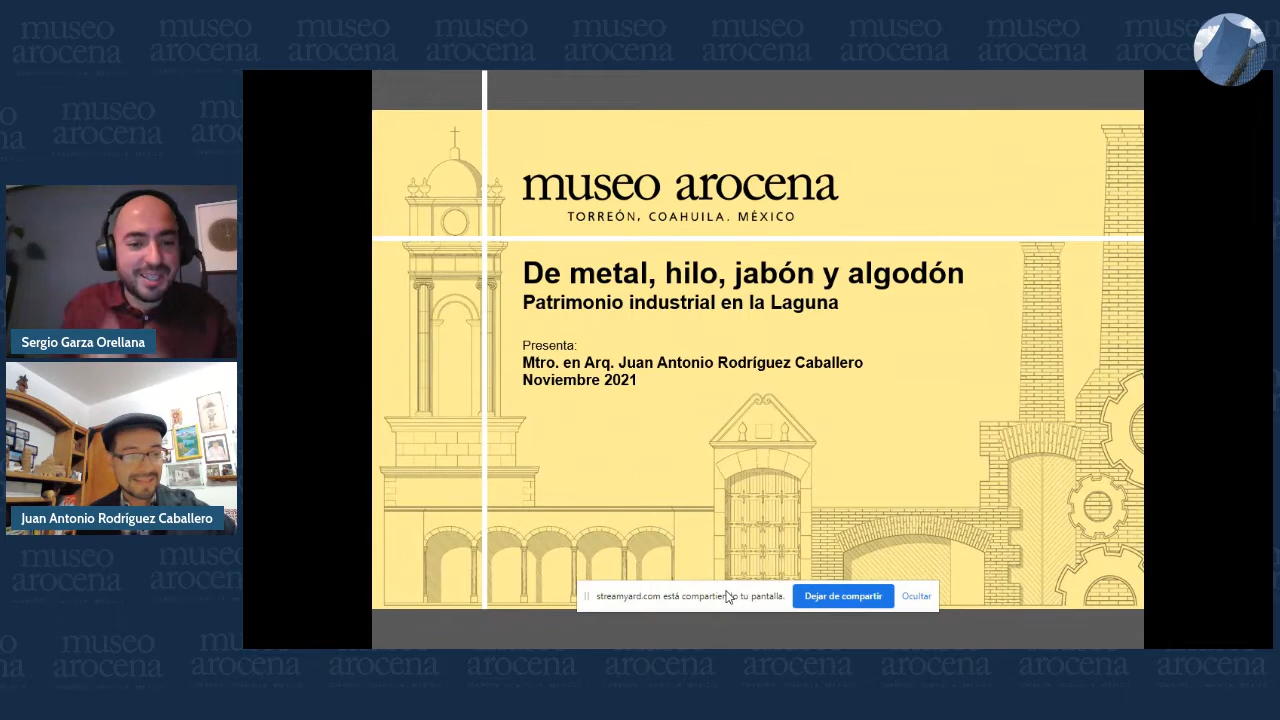 museo arocena
TORREÓN, COAHUILA. MÉXICO
De metal, hilo, jabón y algodón
Patrimonio industrial en la Laguna
Presenta:
Mtro. en Arq. Juan Antonio Rodríguez Caballero
Noviembre 2021
Sergio Garza Orellana
Juan Antonio Rodríguez Caballero
streamyard.com está compartiendo tu pantalla.
Dejar de compartir
Ocultar
museo
arocena